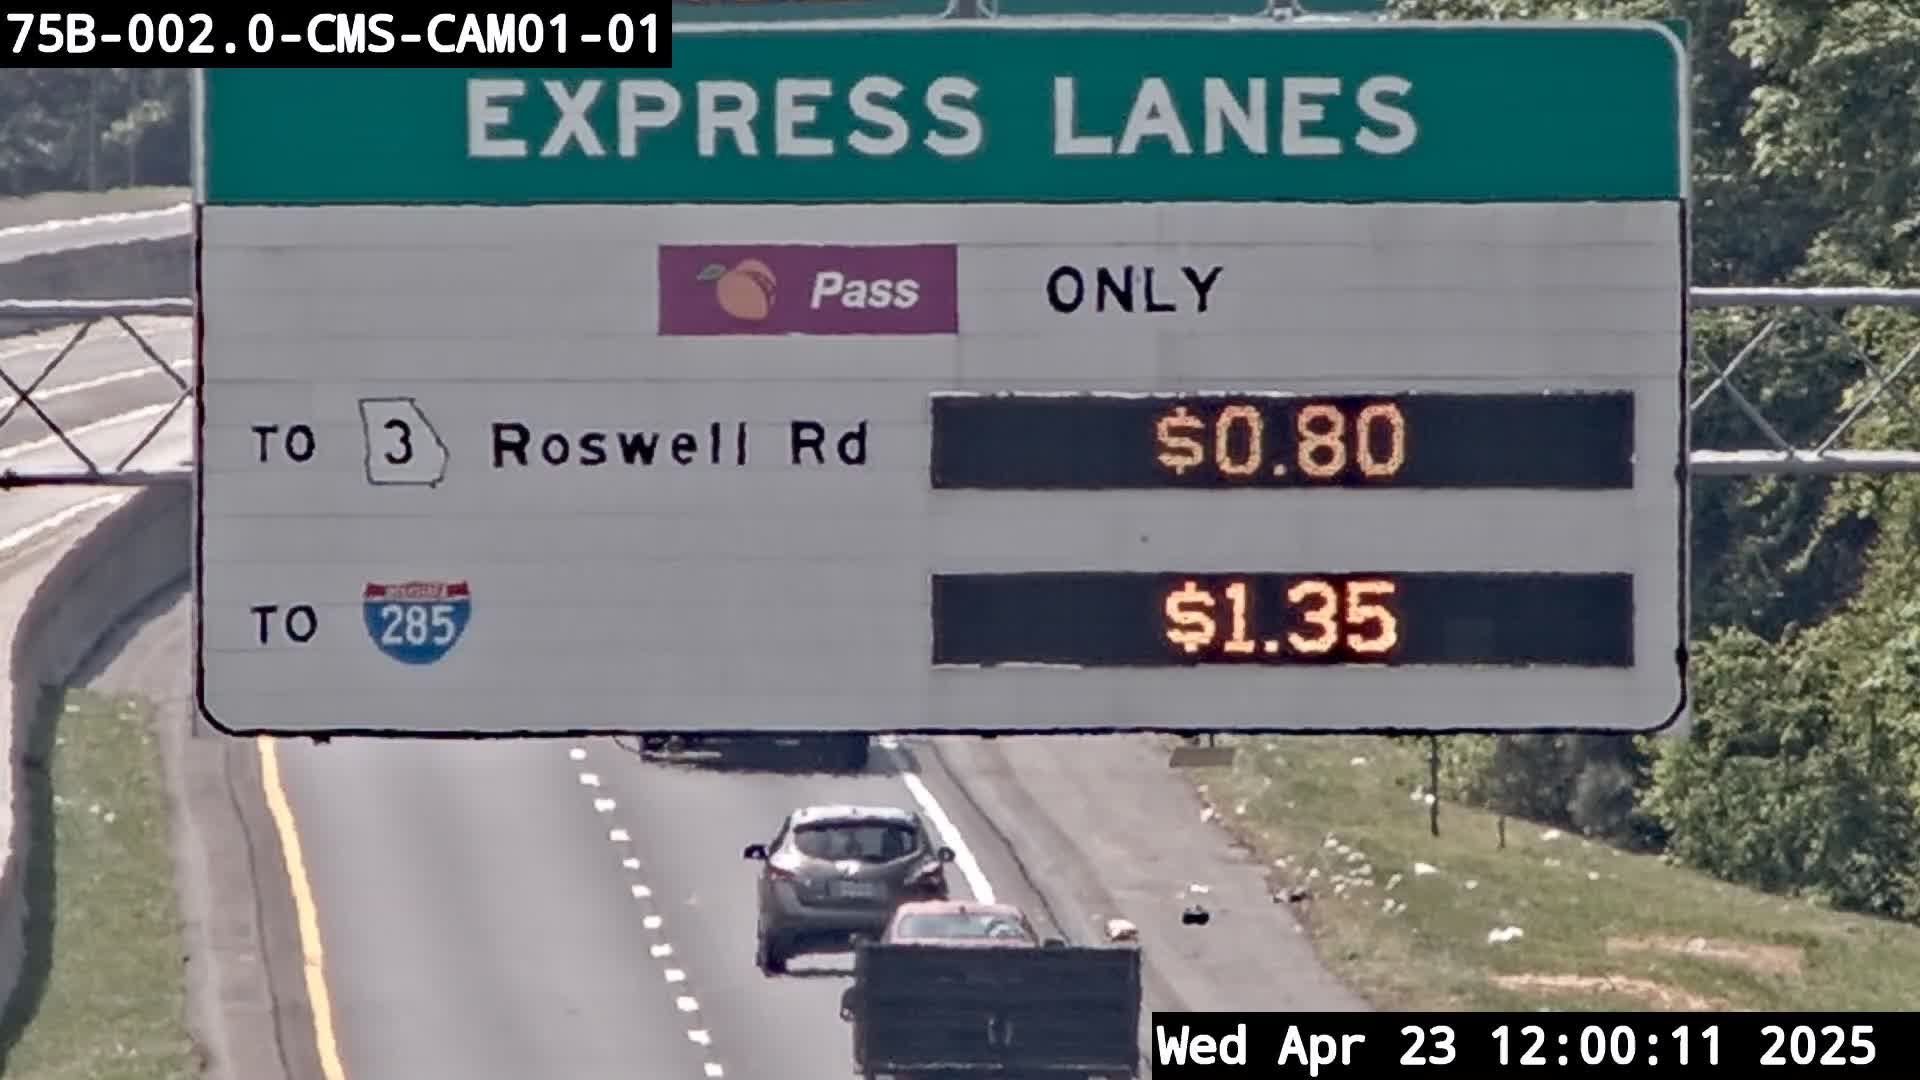 75B-002.0-CMS-CAM01-01
EXPRESS LANES
Pass ONLY
TO 3 Roswell Rd $0.80
TO INTERSTATE 285 $1.35
Wed Apr 23 12:00:11 2025